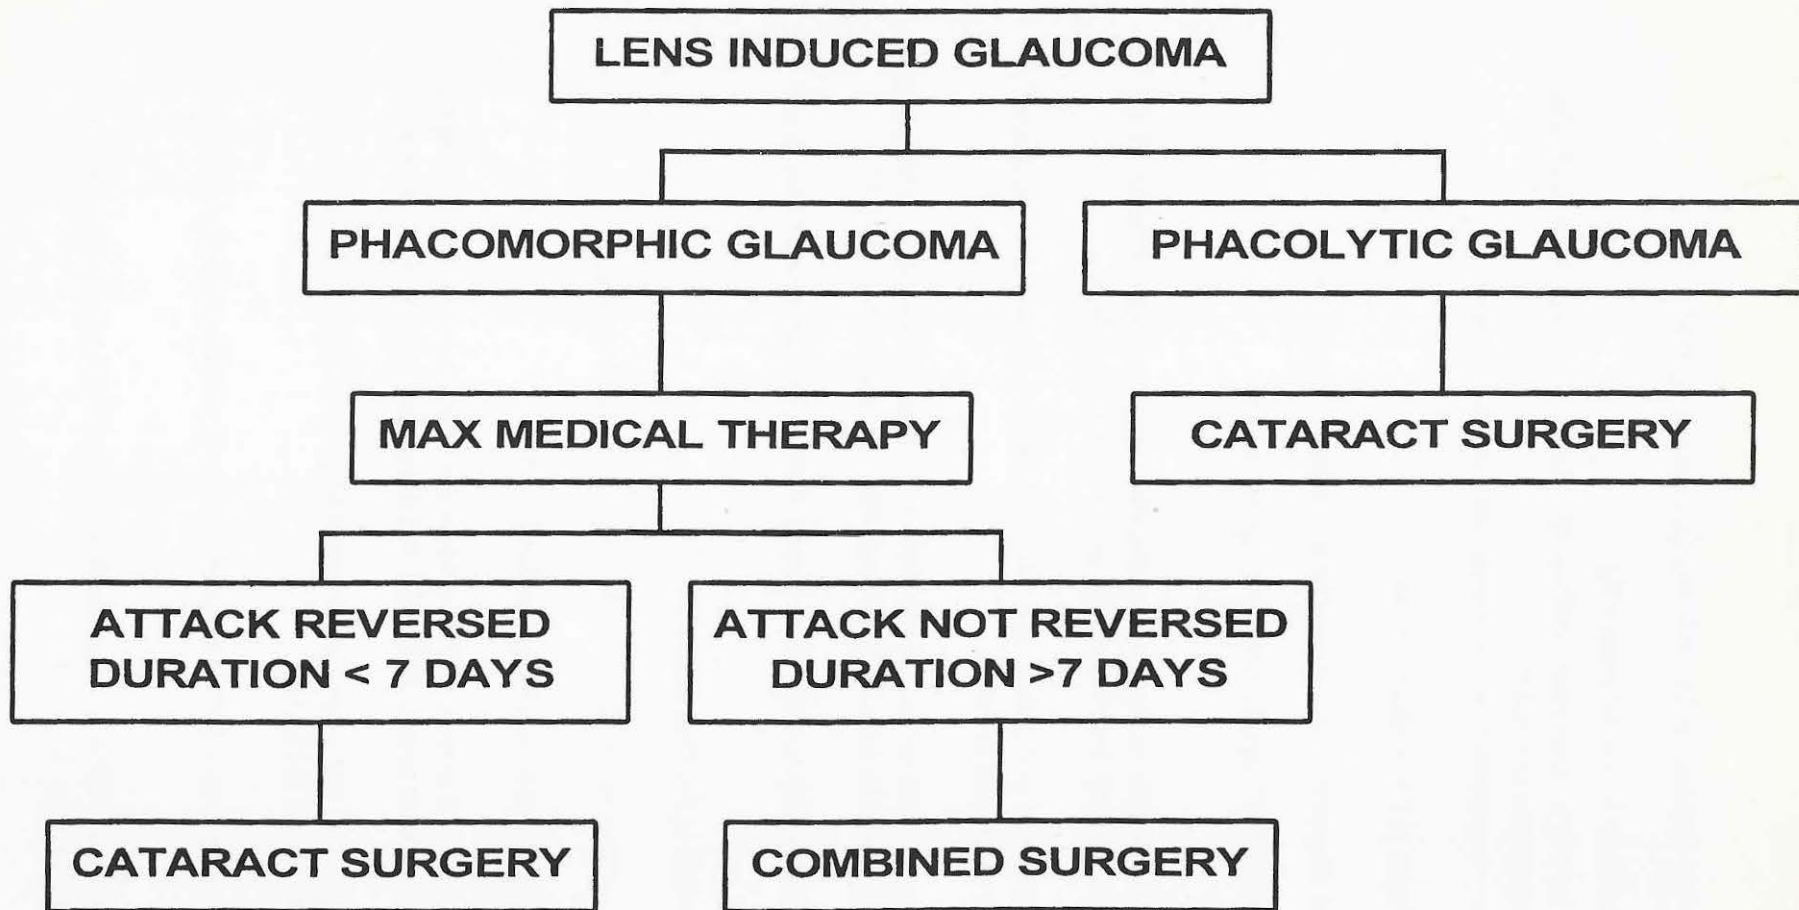 LENS INDUCED GLAUCOMA
PHACOMORPHIC GLAUCOMA
PHACOLYTIC GLAUCOMA
MAX MEDICAL THERAPY
CATARACT SURGERY
ATTACK REVERSED
DURATION < 7 DAYS
ATTACK NOT REVERSED
DURATION >7 DAYS
CATARACT SURGERY
COMBINED SURGERY